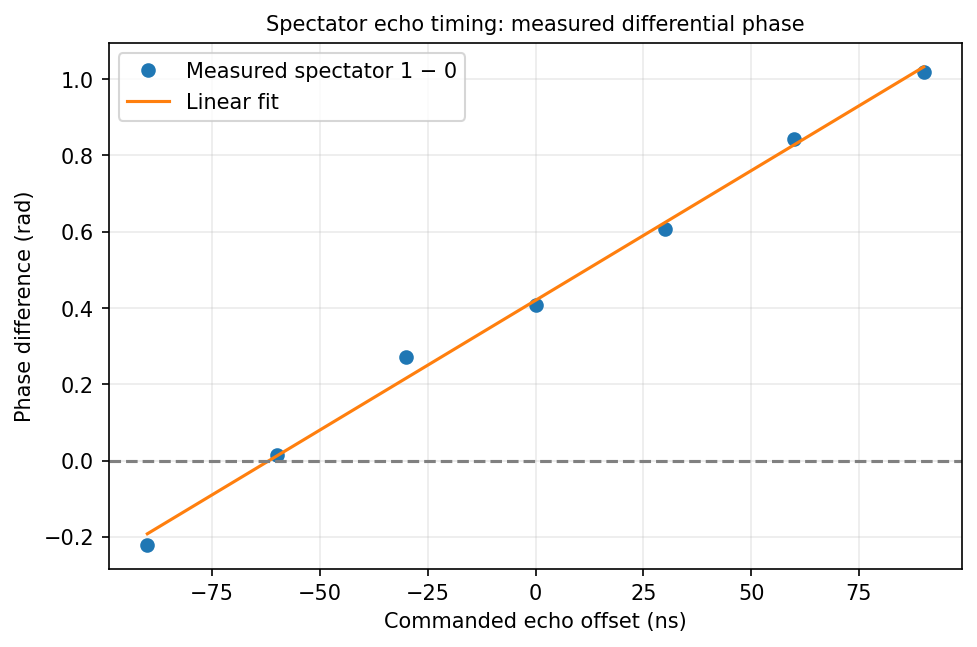 Spectator echo timing: measured differential phase
Measured spectator 1 − 0
Linear fit
Phase difference (rad)
1.0
0.8
0.6
0.4
0.2
0.0
−0.2
−75
−50
−25
0
25
50
75
Commanded echo offset (ns)